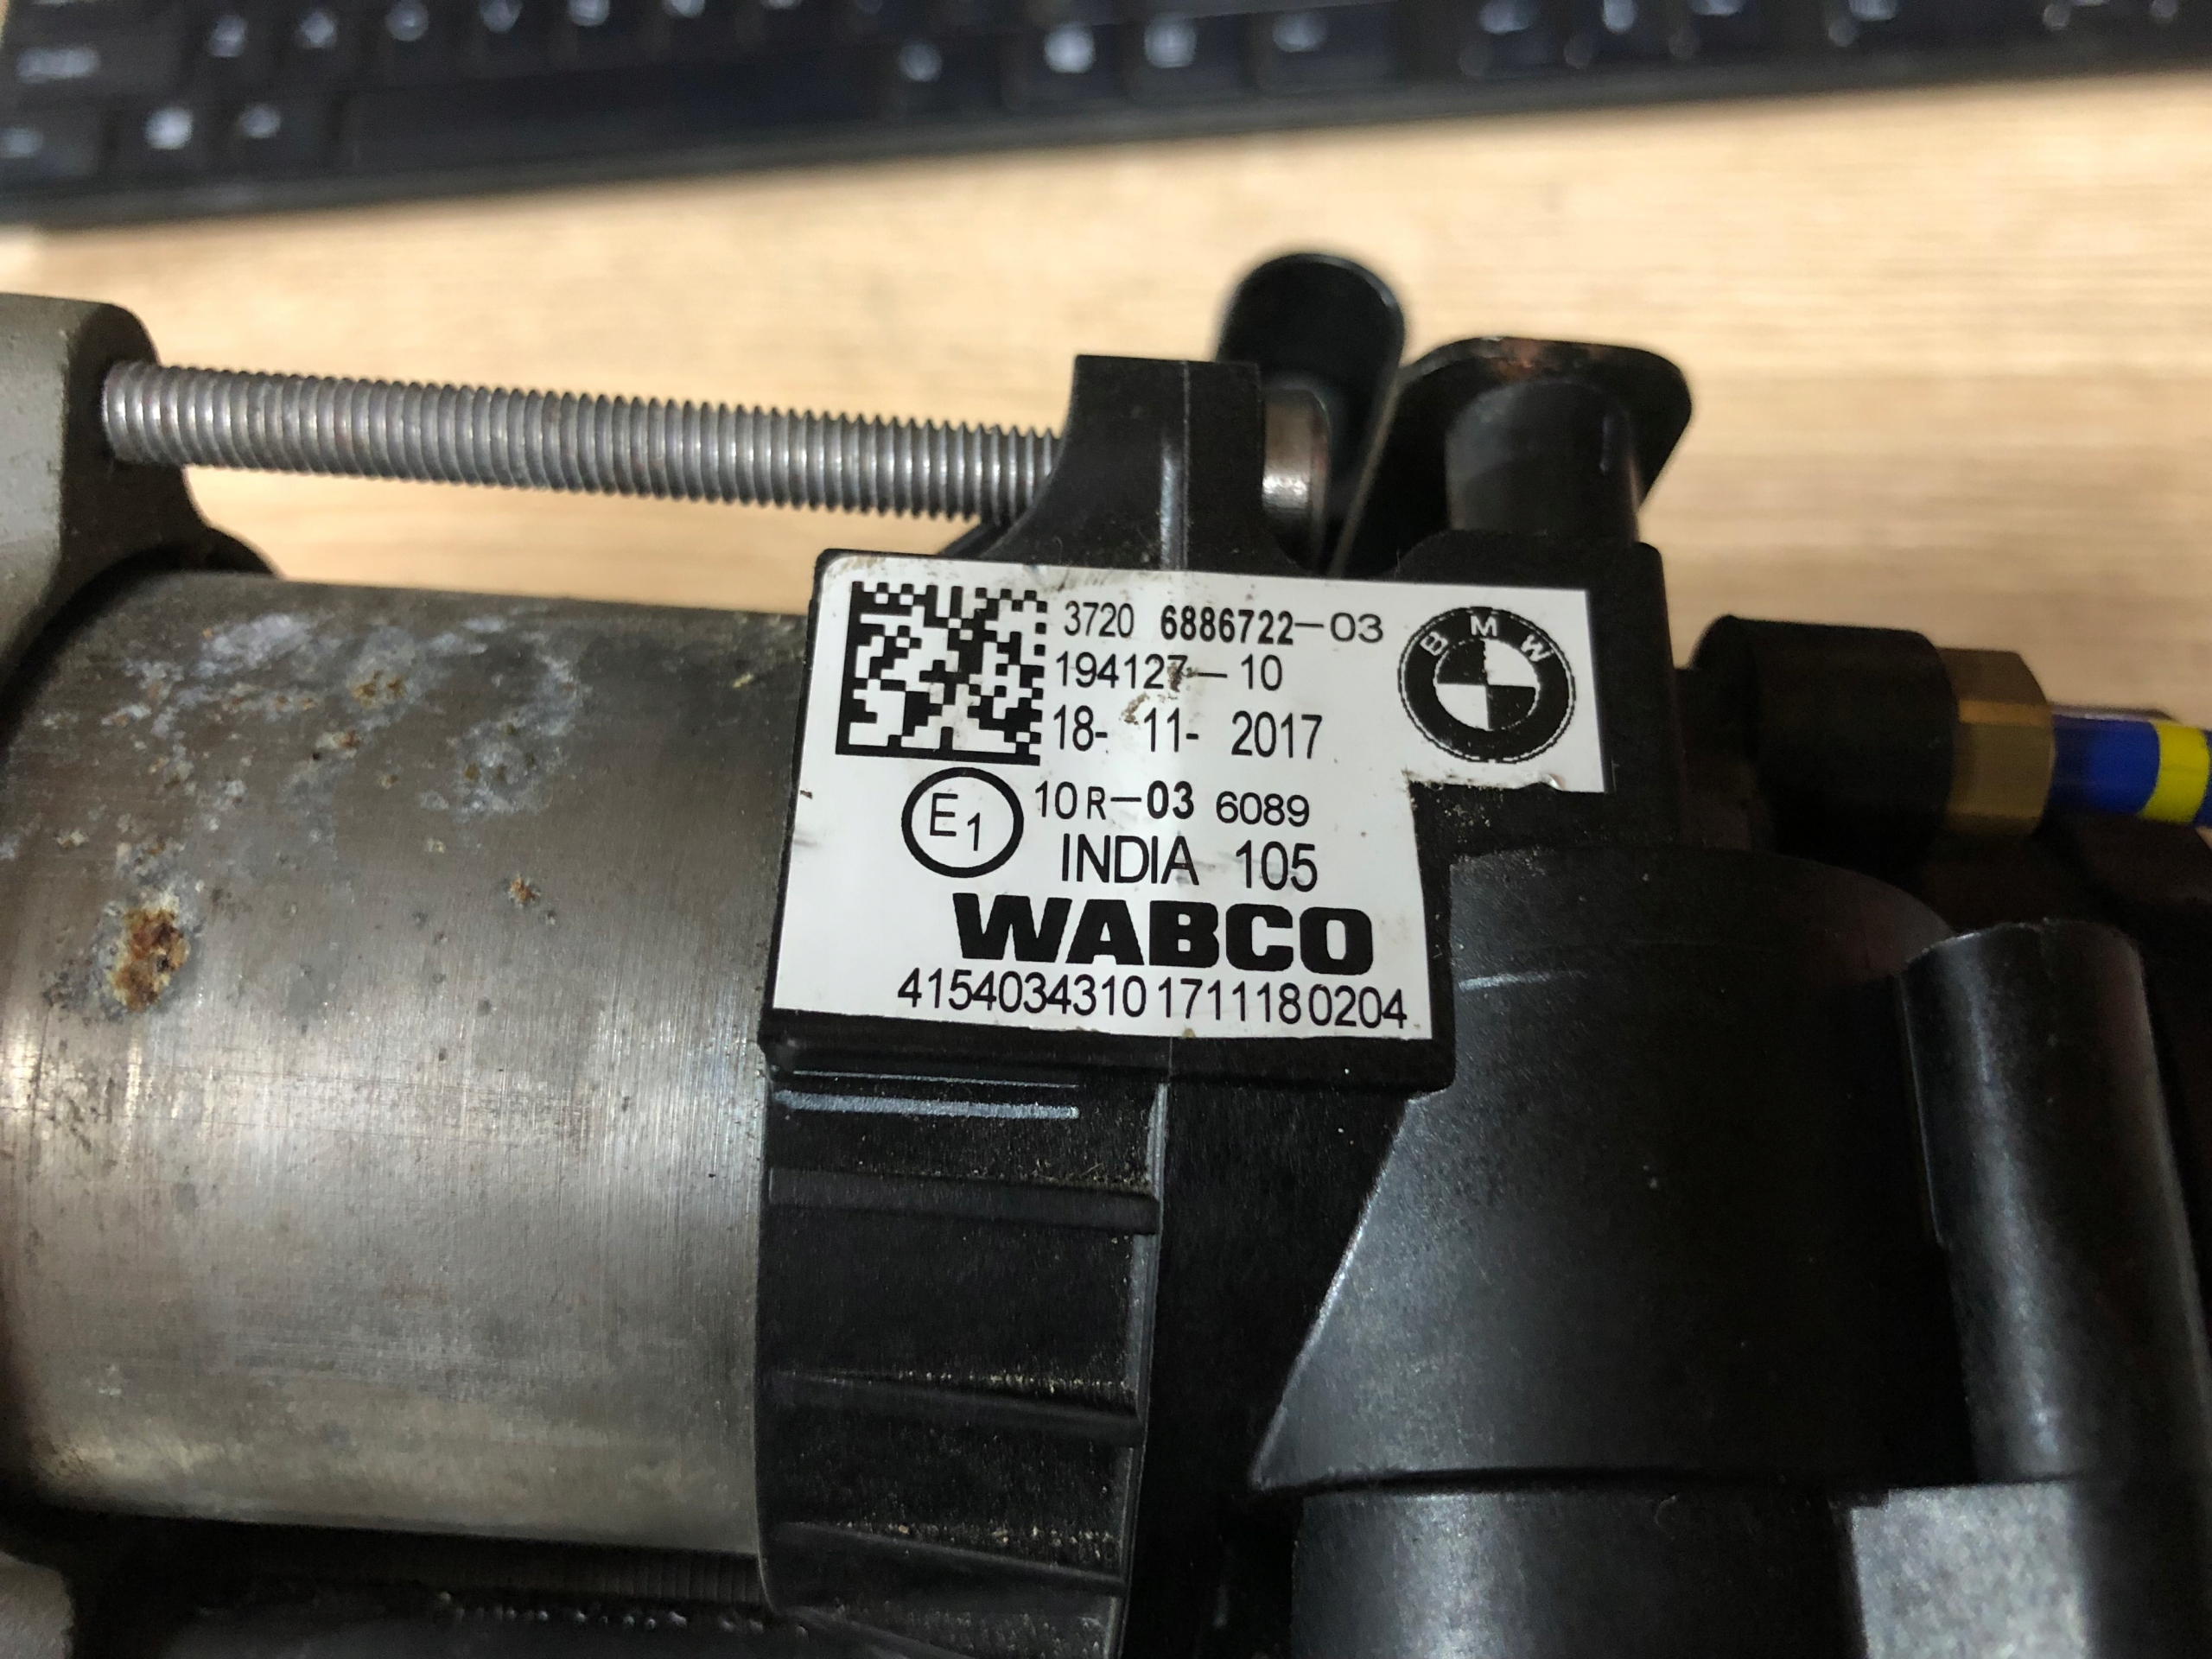 3720 6886722-03
194127-10
18- 11- 2017
BMW
E1 10R-03 6089
INDIA 105
WABCO
4154034310 171118 0204